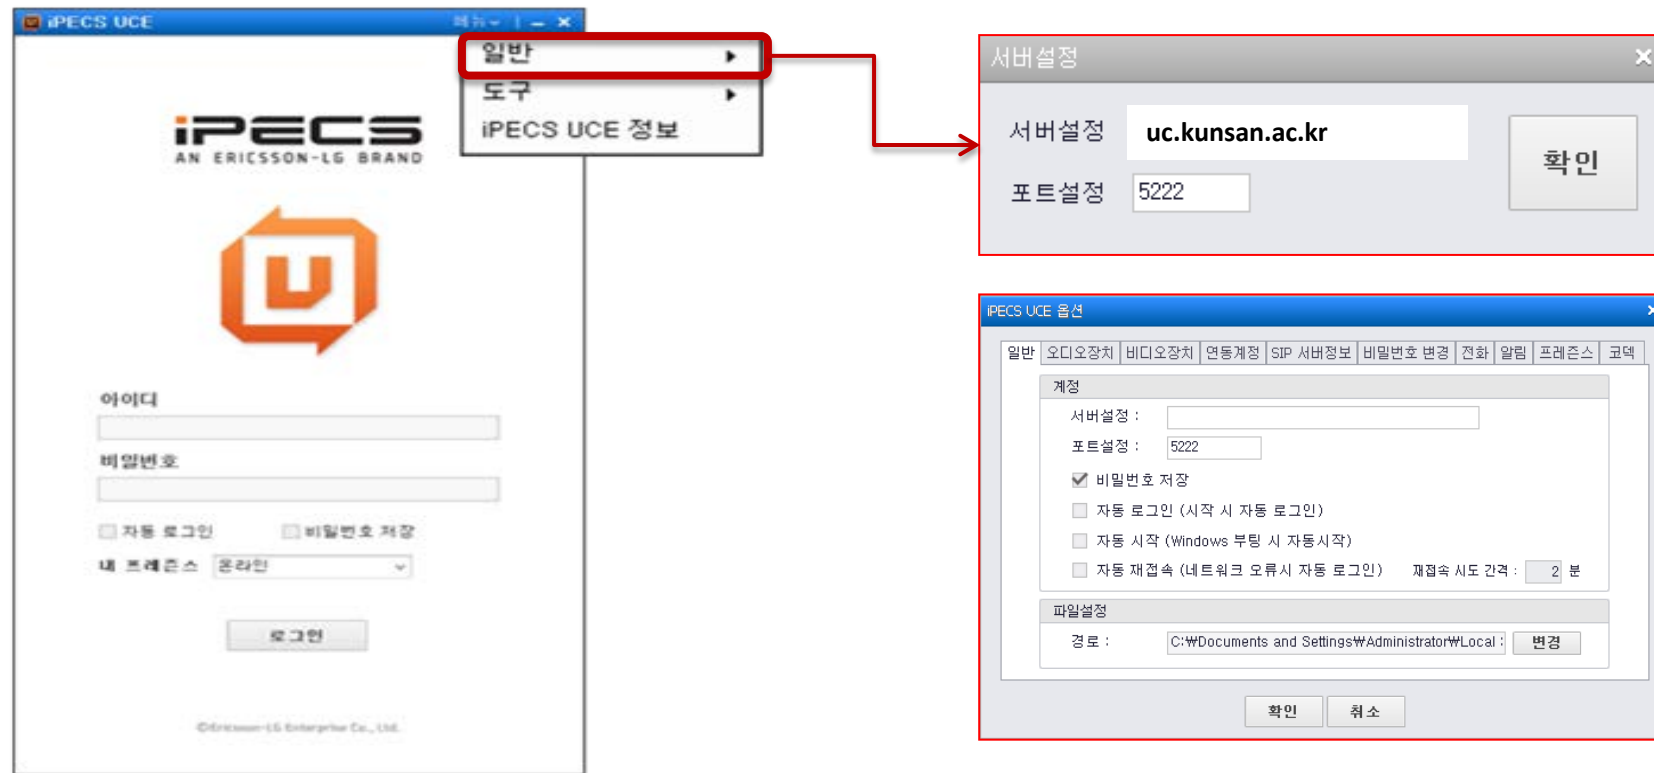 iPECS UCE
메뉴
일반
도구
iPECS UCE 정보
iPECS
AN ERICSSON-LG BRAND
U
아이디
비밀번호
자동 로그인 비밀번호 저장
내 프레즌스 온라인
로그인
©Ericsson-LG Enterprise Co., Ltd.
서버설정
서버설정 uc.kunsan.ac.kr
포트설정 5222
확인
iPECS UCE 옵션
일반 오디오장치 비디오장치 연동계정 SIP 서버정보 비밀번호 변경 전화 알림 프레즌스 코덱
계정
서버설정 :
포트설정 : 5222
비밀번호 저장
자동 로그인 (시작 시 자동 로그인)
자동 시작 (Windows 부팅 시 자동시작)
자동 재접속 (네트워크 오류시 자동 로그인) 재접속 시도 간격 : 2 분
파일설정
경로 : C:₩Documents and Settings₩Administrator₩Local 변경
확인 취소